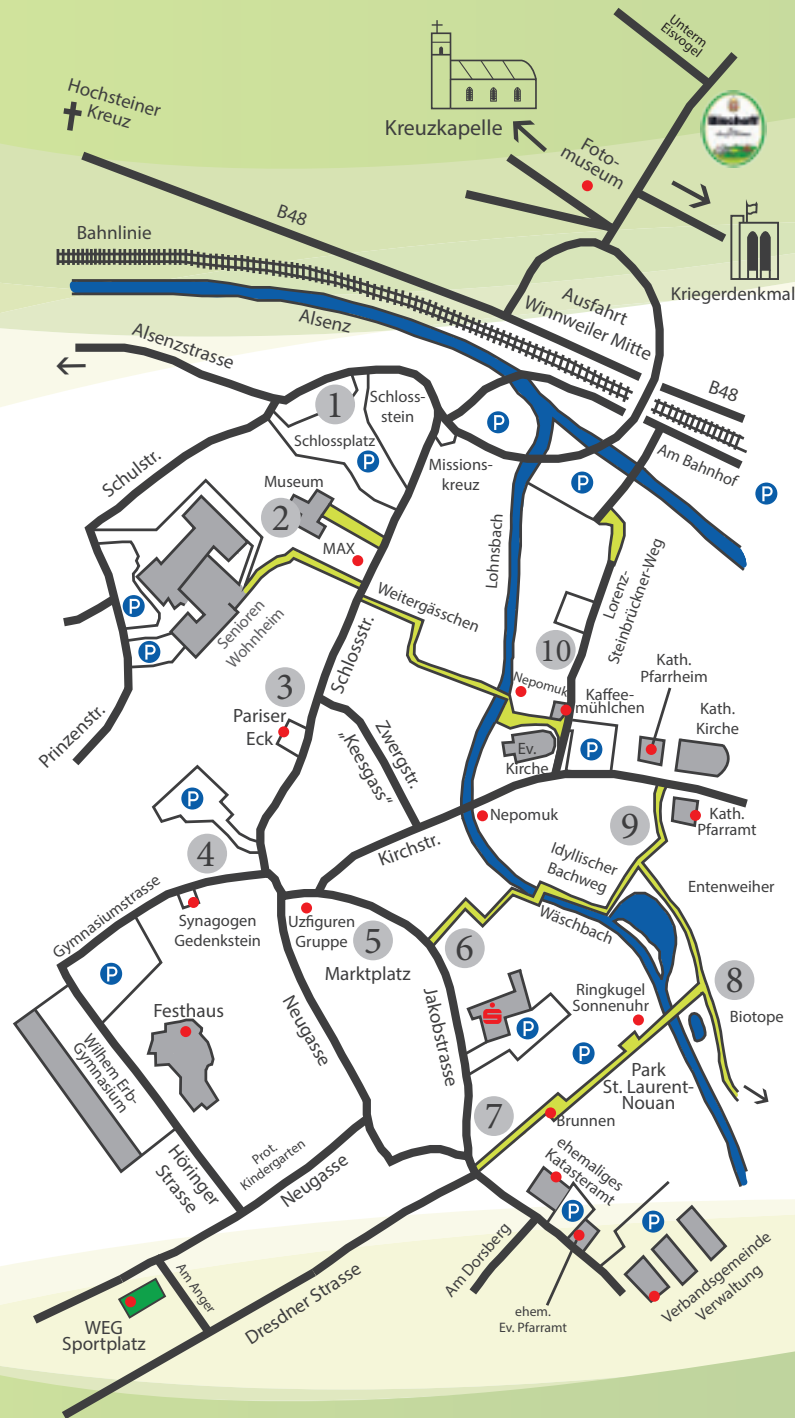 Unterm
Eisvogel
Hochsteiner
Kreuz
Bischoff
Kreuzkapelle
Foto-
museum
B48
Bahnlinie
Kriegerdenkmal
Ausfahrt
Winnweiler Mitte
Alsenz
Alsenzstrasse
B48
1
Schloss-
stein
Schlossplatz
P
P
Missions-
kreuz
Am Bahnhof
P
P
Schulstr.
Museum
2
MAX
Lohnsbach
Lorenz-
Steinbrückner-Weg
Weitergässchen
P
P
Senioren
Wohnheim
Schlossstr.
10
Kath.
Pfarrheim
3
Nepomuk
Kaffee-
mühlchen
Kath.
Kirche
Pariser
Eck
Prinzenstr.
Zwergstr.
„Keesgass“
Ev.
Kirche
P
P
Nepomuk
9
Kath.
Pfarramt
4
Kirchstr.
Idyllischer
Bachweg
Entenweiher
Gymnasiumstrasse
Synagogen
Gedenkstein
Uzfiguren
Gruppe
5
Marktplatz
6
Wäschbach
P
8
Biotope
Ringkugel
Sonnenuhr
S
P
P
Festhaus
Neugasse
Jakobstrasse
Wilhem Erb-
Gymnasium
Park
St. Laurent-
Nouan
7
Brunnen
Höringer
Strasse
Prot.
Kindergarten
Neugasse
ehemaliges
Katasteramt
P
P
Am Dorsberg
Verbandsgemeinde
Verwaltung
Am Anger
Dresdner Strasse
ehem.
Ev. Pfarramt
WEG
Sportplatz